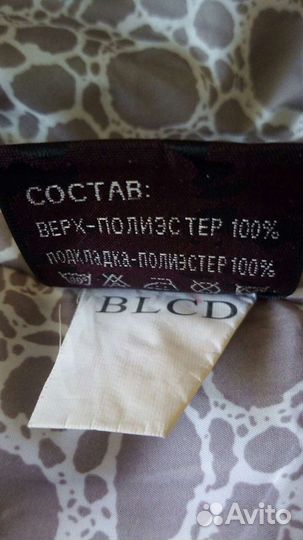 СОСТАВ:
ВЕРХ-ПОЛИЭСТЕР 100%
ПОДКЛАДКА-ПОЛИЭСТЕР 100%
BLCD
Avito